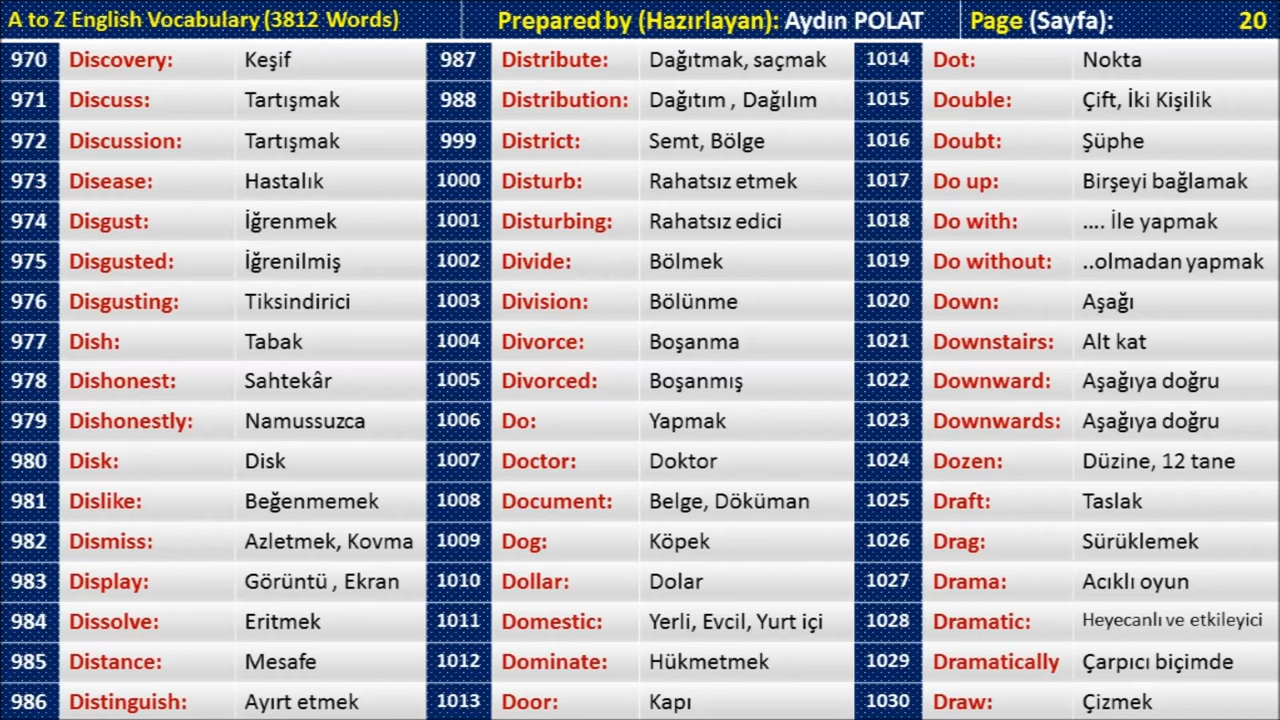 A to Z English Vocabulary (3812 Words) Prepared by (Hazırlayan): Aydın POLAT Page (Sayfa): 20
970 Discovery: Keşif 987 Distribute: Dağıtmak, saçmak 1014 Dot: Nokta
971 Discuss: Tartışmak 988 Distribution: Dağıtım , Dağılım 1015 Double: Çift, İki Kişilik
972 Discussion: Tartışmak 999 District: Semt, Bölge 1016 Doubt: Şüphe
973 Disease: Hastalık 1000 Disturb: Rahatsız etmek 1017 Do up: Birşeyi bağlamak
974 Disgust: İğrenmek 1001 Disturbing: Rahatsız edici 1018 Do with: .... İle yapmak
975 Disgusted: İğrenilmiş 1002 Divide: Bölmek 1019 Do without: ..olmadan yapmak
976 Disgusting: Tiksindirici 1003 Division: Bölünme 1020 Down: Aşağı
977 Dish: Tabak 1004 Divorce: Boşanma 1021 Downstairs: Alt kat
978 Dishonest: Sahtekâr 1005 Divorced: Boşanmış 1022 Downward: Aşağıya doğru
979 Dishonestly: Namussuzca 1006 Do: Yapmak 1023 Downwards: Aşağıya doğru
980 Disk: Disk 1007 Doctor: Doktor 1024 Dozen: Düzine, 12 tane
981 Dislike: Beğenmemek 1008 Document: Belge, Döküman 1025 Draft: Taslak
982 Dismiss: Azletmek, Kovma 1009 Dog: Köpek 1026 Drag: Sürüklemek
983 Display: Görüntü , Ekran 1010 Dollar: Dolar 1027 Drama: Acıklı oyun
984 Dissolve: Eritmek 1011 Domestic: Yerli, Evcil, Yurt içi 1028 Dramatic: Heyecanlı ve etkileyici
985 Distance: Mesafe 1012 Dominate: Hükmetmek 1029 Dramatically Çarpıcı biçimde
986 Distinguish: Ayırt etmek 1013 Door: Kapı 1030 Draw: Çizmek